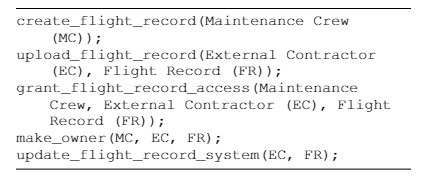 create_flight_record(Maintenance Crew
(MC));
upload_flight_record(External Contractor
(EC), Flight Record (FR));
grant_flight_record_access(Maintenance
Crew, External Contractor (EC), Flight
Record (FR));
make_owner(MC, EC, FR);
update_flight_record_system(EC, FR);